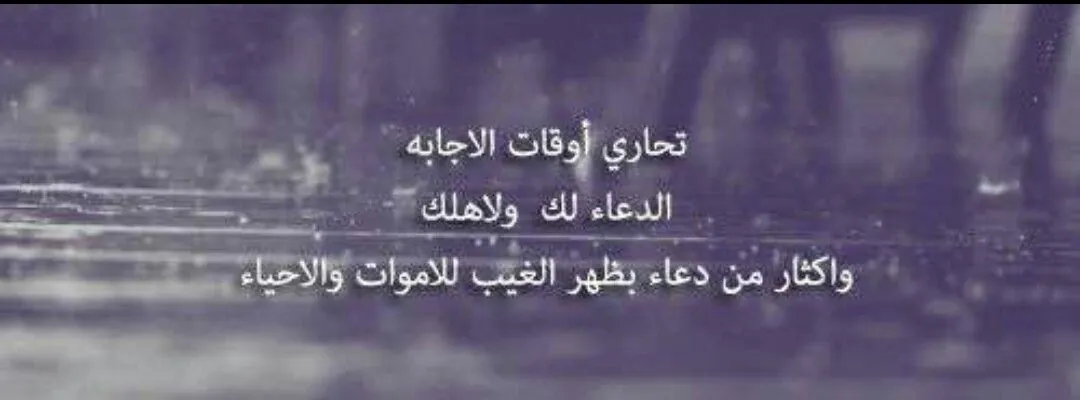 تحاري أوقات الاجابه
الدعاء لك ولاهلك
واكثار من دعاء بظهر الغيب للاموات والاحياء